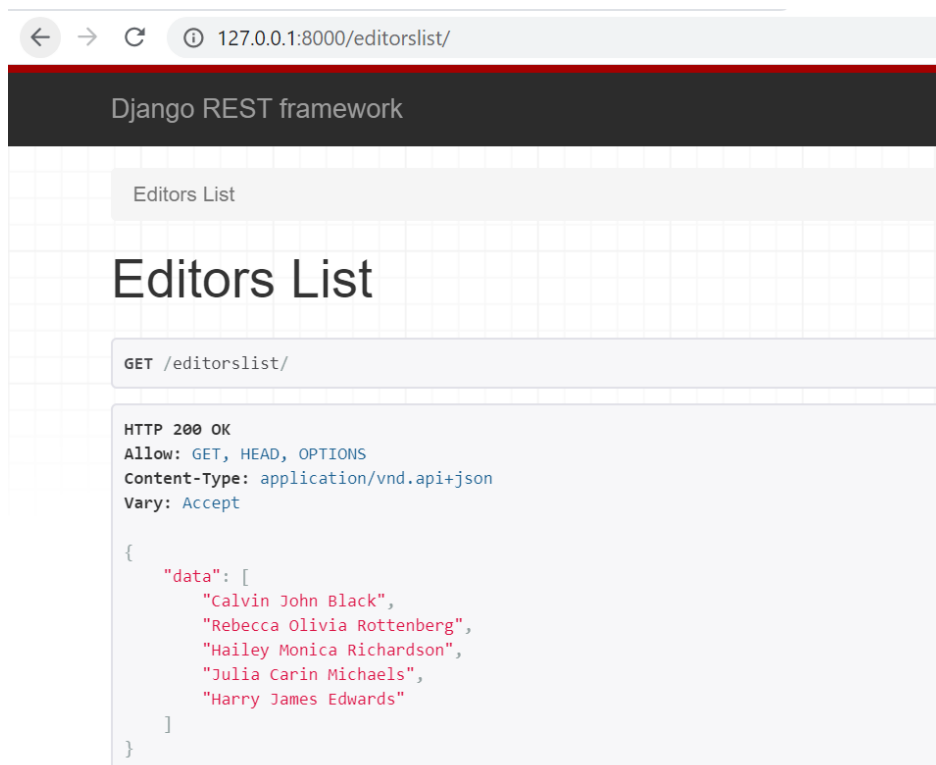 127.0.0.1:8000/editorslist/
Django REST framework
Editors List
Editors List
GET /editorslist/
HTTP 200 OK
Allow: GET, HEAD, OPTIONS
Content-Type: application/vnd.api+json
Vary: Accept
{
    "data": [
        "Calvin John Black",
        "Rebecca Olivia Rottenberg",
        "Hailey Monica Richardson",
        "Julia Carin Michaels",
        "Harry James Edwards"
    ]
}